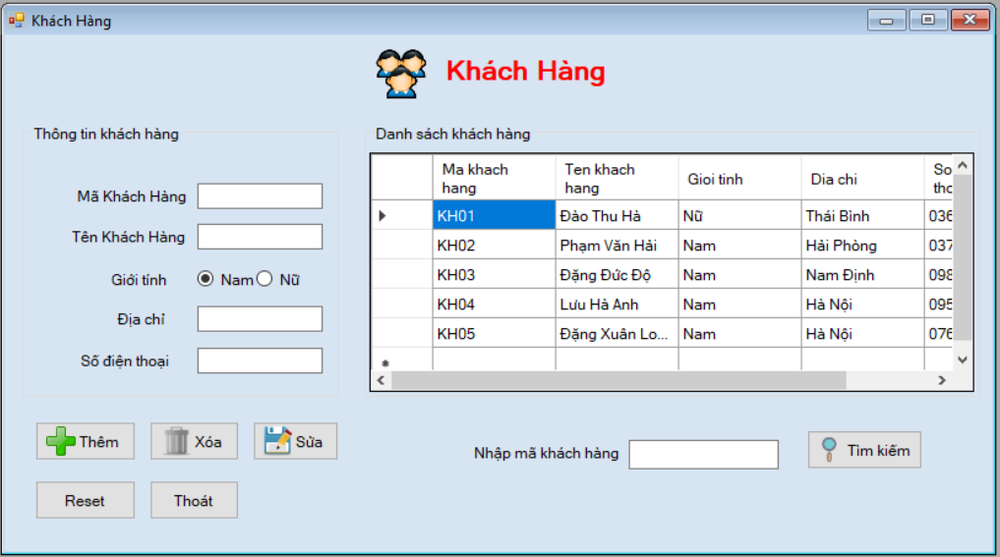 Khách Hàng
Khách Hàng
Thông tin khách hàng
Mã Khách Hàng
Tên Khách Hàng
Giới tính Nam Nữ
Địa chỉ
Số điện thoại
Danh sách khách hàng
Ma khach hang Ten khach hang Gioi tinh Dia chi So
KH01 Đào Thu Hà Nữ Thái Bình 036
KH02 Phạm Văn Hải Nam Hải Phòng 037
KH03 Đặng Đức Độ Nam Nam Định 098
KH04 Lưu Hà Anh Nam Hà Nội 095
KH05 Đặng Xuân Lo... Nam Hà Nội 076
Thêm Xóa Sửa
Reset Thoát
Nhập mã khách hàng Tìm kiếm